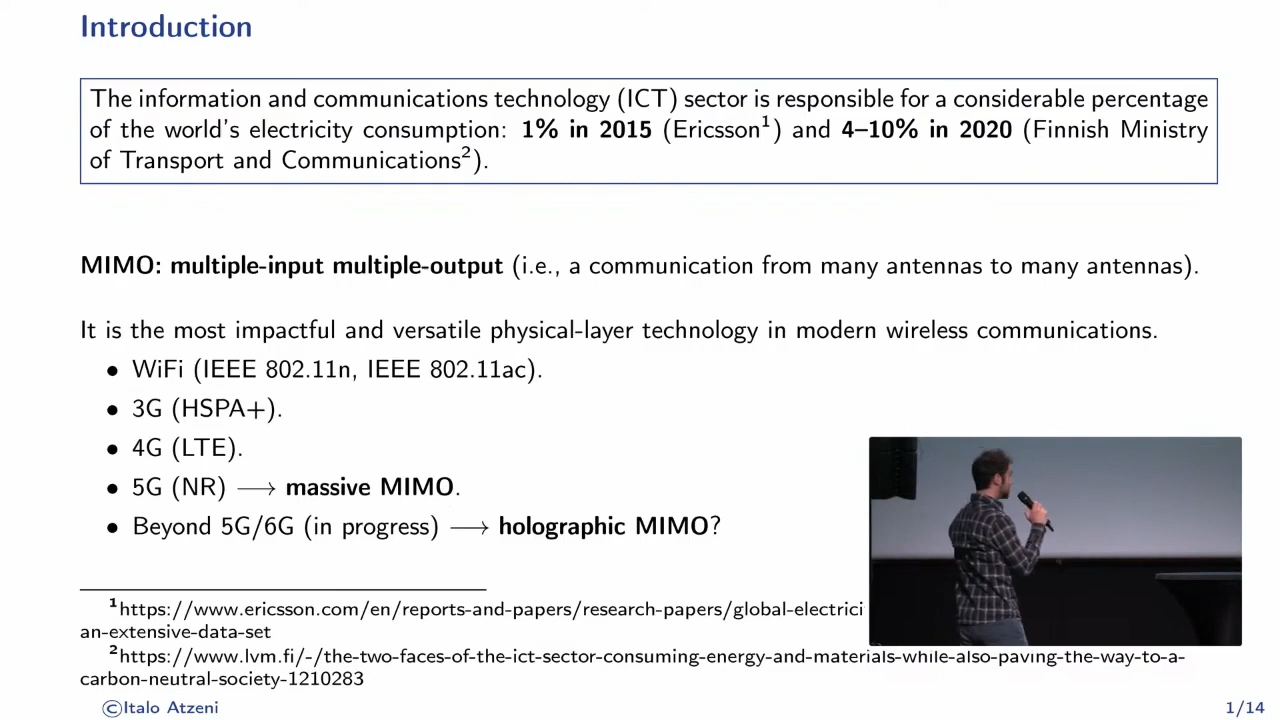 Introduction
The information and communications technology (ICT) sector is responsible for a considerable percentage
of the world's electricity consumption: 1% in 2015 (Ericsson¹) and 4–10% in 2020 (Finnish Ministry
of Transport and Communications²).
MIMO: multiple-input multiple-output (i.e., a communication from many antennas to many antennas).
It is the most impactful and versatile physical-layer technology in modern wireless communications.
• WiFi (IEEE 802.11n, IEEE 802.11ac).
• 3G (HSPA+).
• 4G (LTE).
• 5G (NR) ⟶ massive MIMO.
• Beyond 5G/6G (in progress) ⟶ holographic MIMO?
¹https://www.ericsson.com/en/reports-and-papers/research-papers/global-electrici
an-extensive-data-set
²https://www.lvm.fi/-/the-two-faces-of-the-ict-sector-consuming-energy-and-materials-while-also-paving-the-way-to-a-
carbon-neutral-society-1210283
©Italo Atzeni
1/14